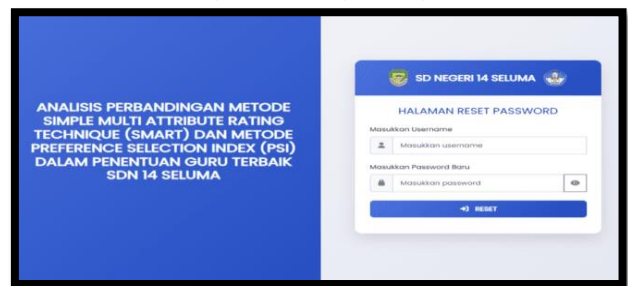 ANALISIS PERBANDINGAN METODE
SIMPLE MULTI ATTRIBUTE RATING
TECHNIQUE (SMART) DAN METODE
PREFERENCE SELECTION INDEX (PSI)
DALAM PENENTUAN GURU TERBAIK
SDN 14 SELUMA
SD NEGERI 14 SELUMA
HALAMAN RESET PASSWORD
Masukkan Username
Masukkan username
Masukkan Password Baru
Masukkan password
RESET